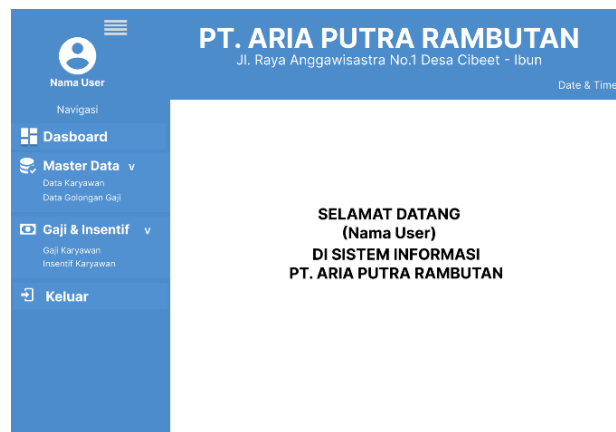 PT. ARIA PUTRA RAMBUTAN
Jl. Raya Anggawisastra No.1 Desa Cibeet - Ibun
Date & Time
Nama User
Navigasi
Dasboard
Master Data v
Data Karyawan
Data Golongan Gaji
Gaji & Insentif v
Gaji Karyawan
Insentif Karyawan
Keluar
SELAMAT DATANG
(Nama User)
DI SISTEM INFORMASI
PT. ARIA PUTRA RAMBUTAN